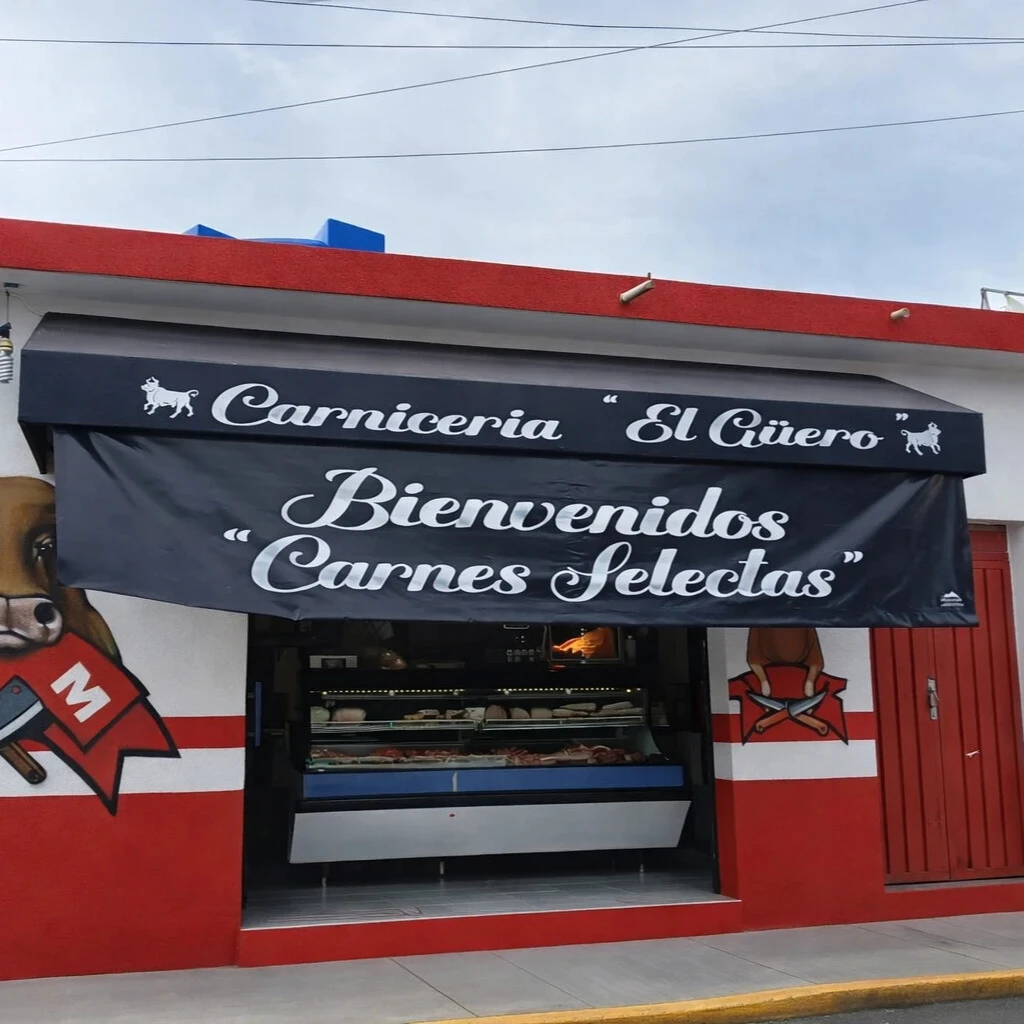 Carniceria “El Güero”
Bienvenidos
“Carnes Selectas”
M